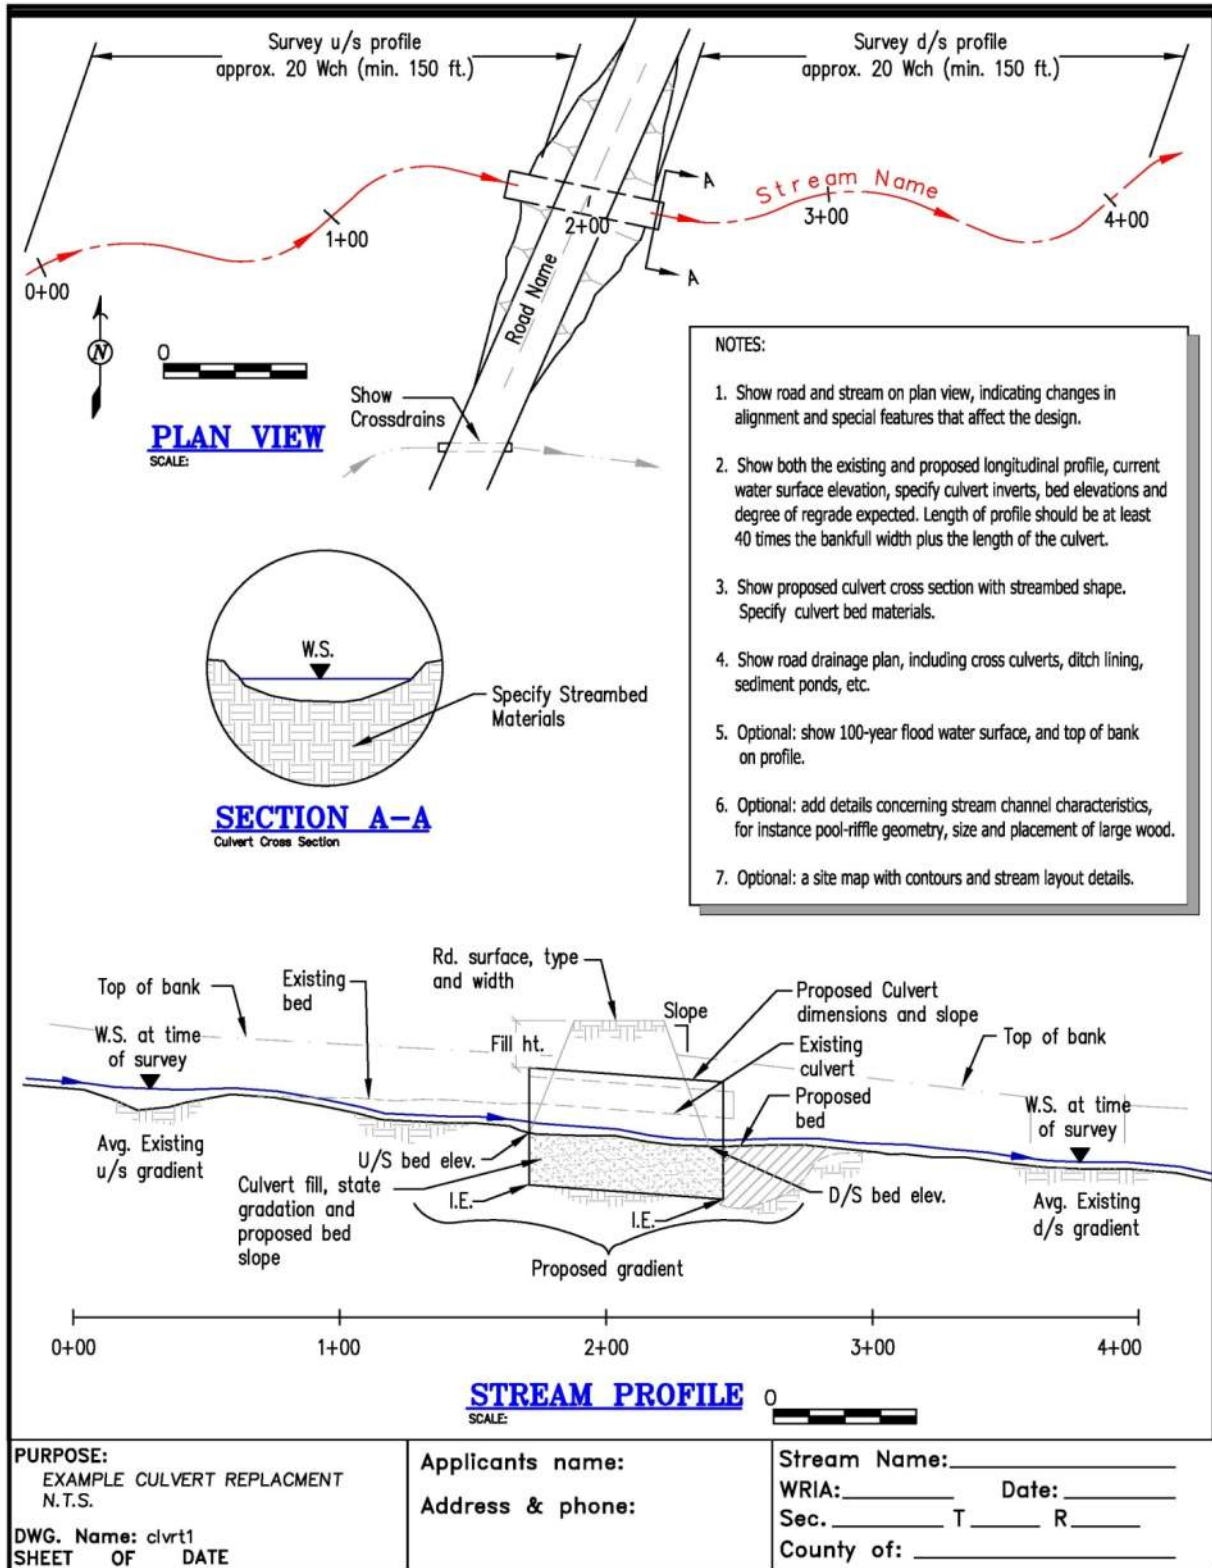 Survey u/s profile
approx. 20 Wch (min. 150 ft.)
Survey d/s profile
approx. 20 Wch (min. 150 ft.)
0+00
1+00
2+00
3+00
4+00
Stream Name
A
A
Road Name
N
0
PLAN VIEW
SCALE:
Show
Crossdrains
NOTES:
1. Show road and stream on plan view, indicating changes in
alignment and special features that affect the design.
2. Show both the existing and proposed longitudinal profile, current
water surface elevation, specify culvert inverts, bed elevations and
degree of regrade expected. Length of profile should be at least
40 times the bankfull width plus the length of the culvert.
3. Show proposed culvert cross section with streambed shape.
Specify culvert bed materials.
4. Show road drainage plan, including cross culverts, ditch lining,
sediment ponds, etc.
5. Optional: show 100-year flood water surface, and top of bank
on profile.
6. Optional: add details concerning stream channel characteristics,
for instance pool-riffle geometry, size and placement of large wood.
7. Optional: a site map with contours and stream layout details.
W.S.
Specify Streambed
Materials
SECTION A-A
Culvert Cross Section
Top of bank
W.S. at time
of survey
Existing
bed
Rd. surface, type
and width
Fill ht.
Slope
Proposed Culvert
dimensions and slope
Existing
culvert
Proposed
bed
Top of bank
W.S. at time
of survey
Avg. Existing
u/s gradient
U/S bed elev.
Culvert fill, state
gradation and
proposed bed
slope
I.E.
I.E.
D/S bed elev.
Avg. Existing
d/s gradient
Proposed gradient
0+00
1+00
2+00
3+00
4+00
STREAM PROFILE
SCALE:
0
PURPOSE:
EXAMPLE CULVERT REPLACMENT
N.T.S.
DWG. Name: clvrt1
SHEET OF DATE
Applicants name:
Address & phone:
Stream Name:
WRIA: Date:
Sec. T R
County of: